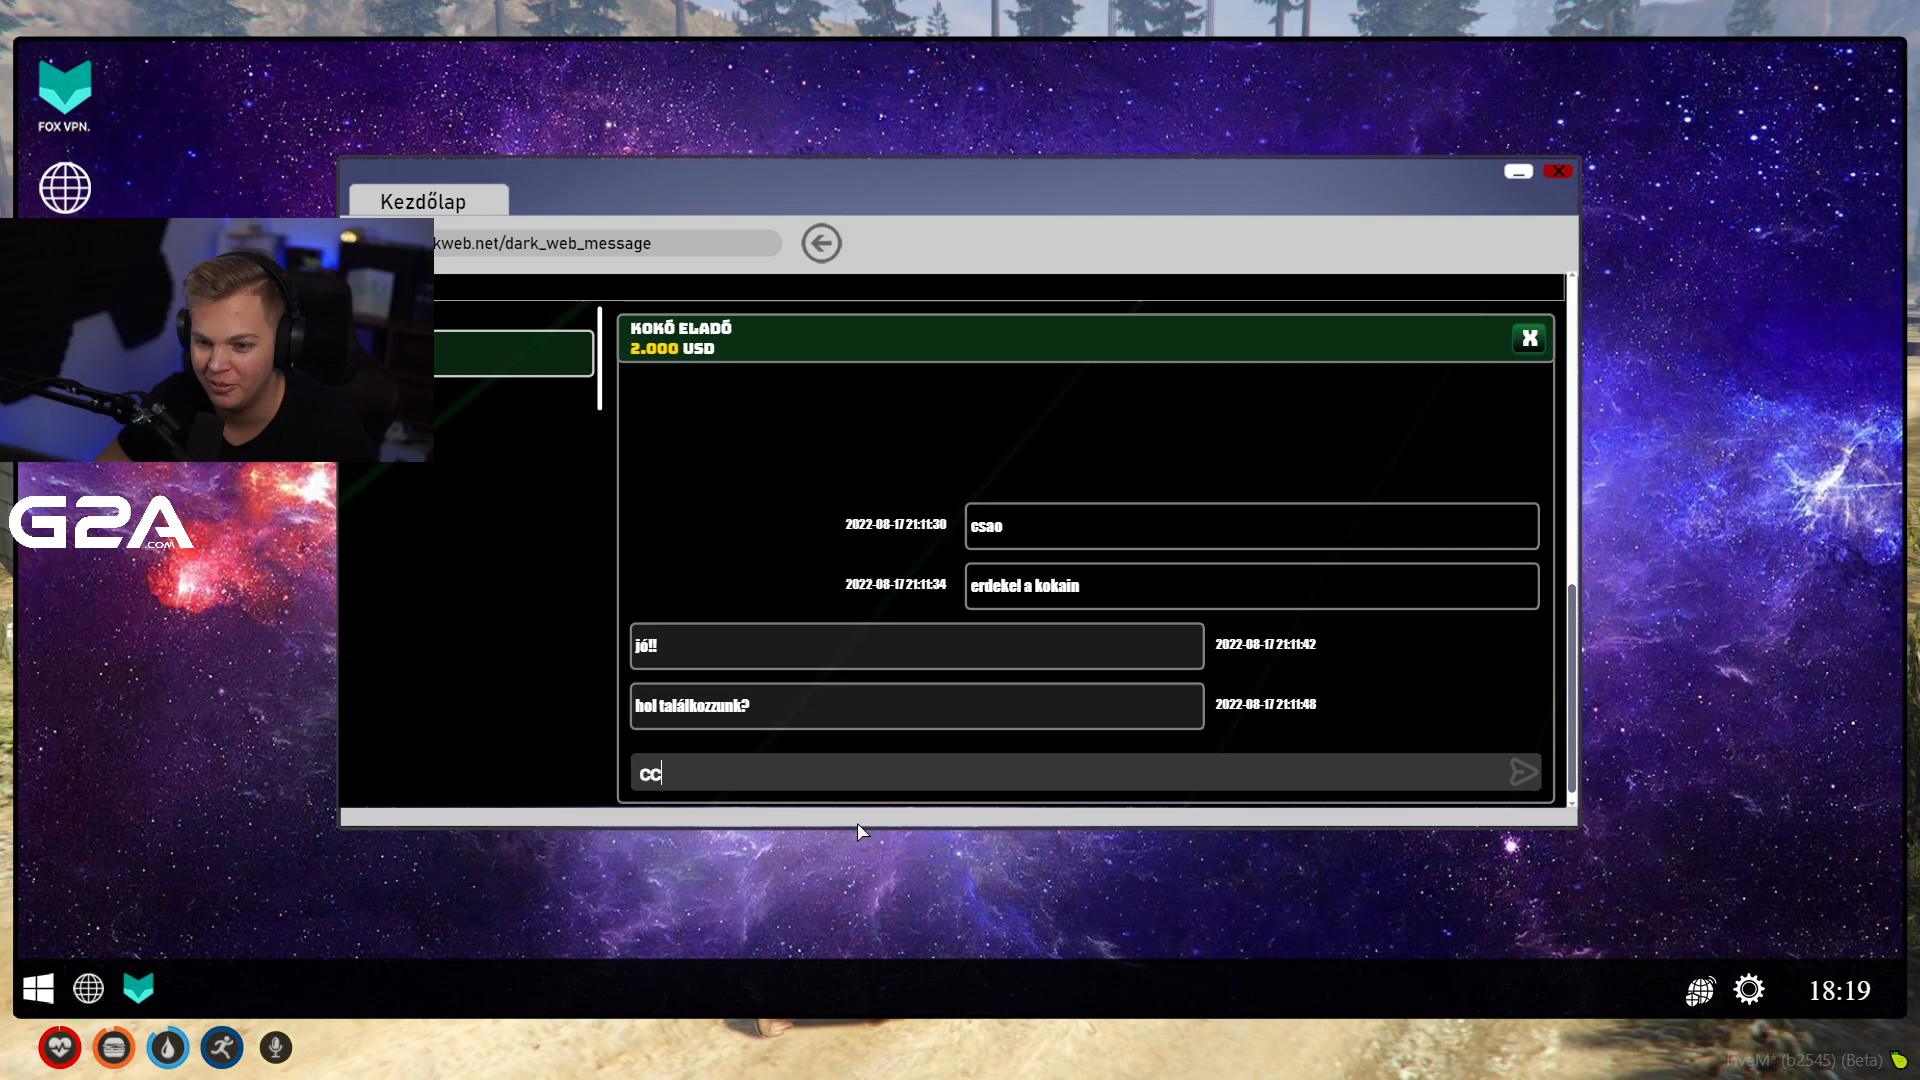 FOX VPN.
Kezdőlap
kweb.net/dark_web_message
KOKÓ ELADÓ
2.000 USD
X
2022-08-17 21:11:30
csao
2022-08-17 21:11:34
erdekel a kokain
jó!!
2022-08-17 21:11:42
hol találkozzunk?
2022-08-17 21:11:48
cc
G2A
.COM
18:19
FiveM* (b2545) (Beta)